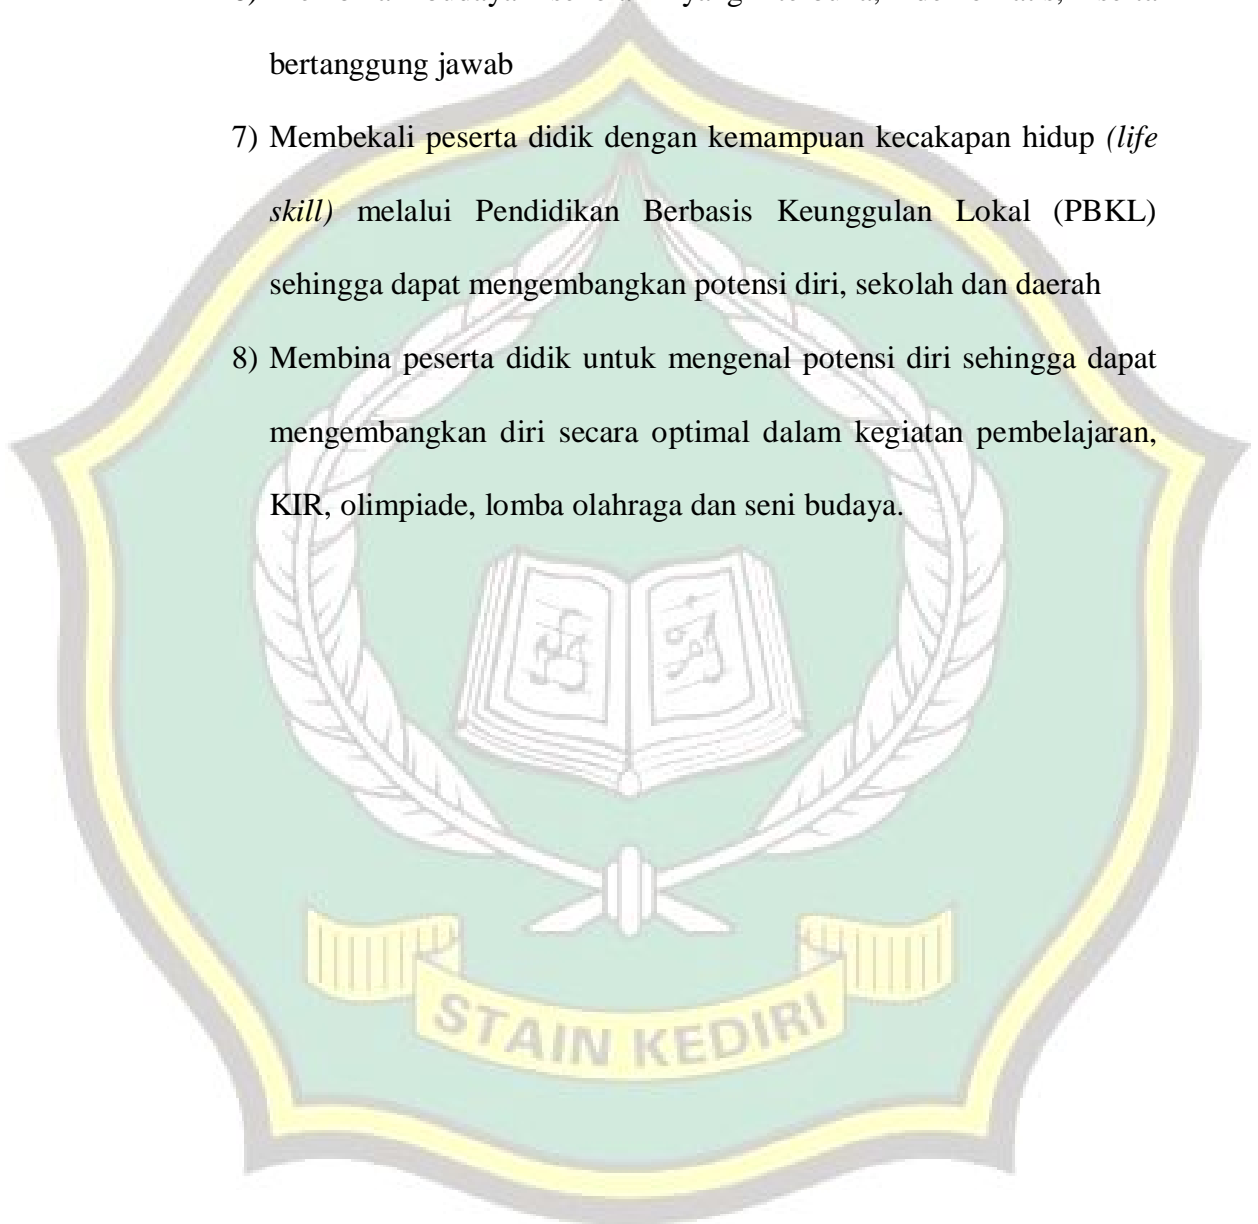 yang
serta
bertanggung jawab
7) Membekali peserta didik dengan kemampuan kecakapan hidup (life
skill) melalui Pendidikan Berbasis Keunggulan Lokal (PBKL)
sehingga dapat mengembangkan potensi diri, sekolah dan daerah
8) Membina peserta didik untuk mengenal potensi diri sehingga dapat
mengembangkan diri secara optimal dalam kegiatan pembelajaran,
KIR, olimpiade, lomba olahraga dan seni budaya.
STAIN KEDIRI